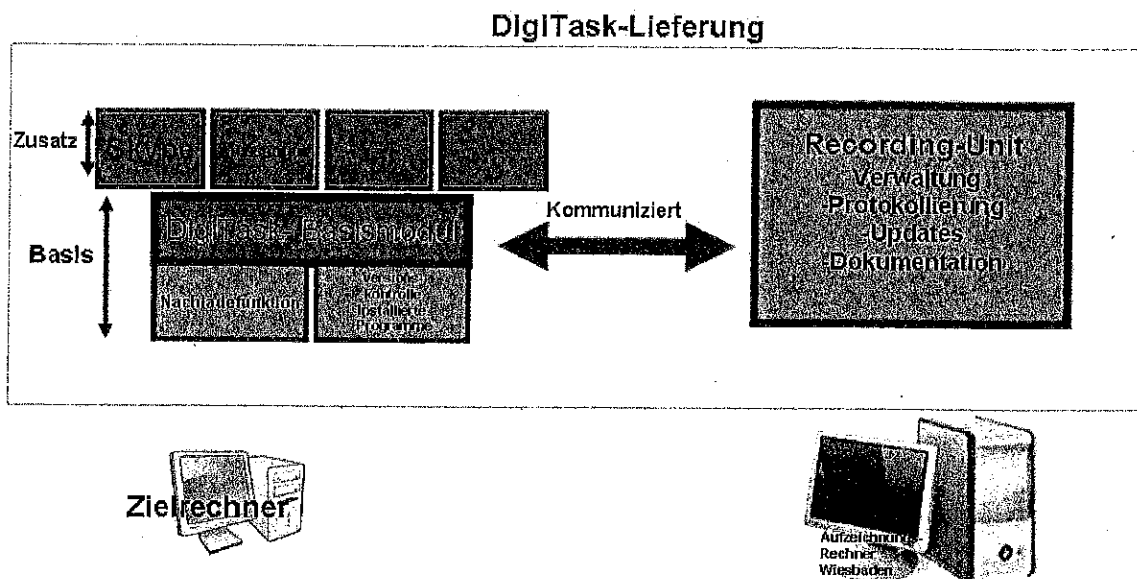 DigiTask-Lieferung
Zusatz
Skype
Basis
DigiTask-Basismodul
Nachladefunktion
Versions-
kontrolle
Installierte
Programme
Kommuniziert
Recording-Unit
-Verwaltung
-Protokollierung
-Updates
-Dokumentation
Zielrechner
Aufzeichnungs-
Rechner
Wiesbaden